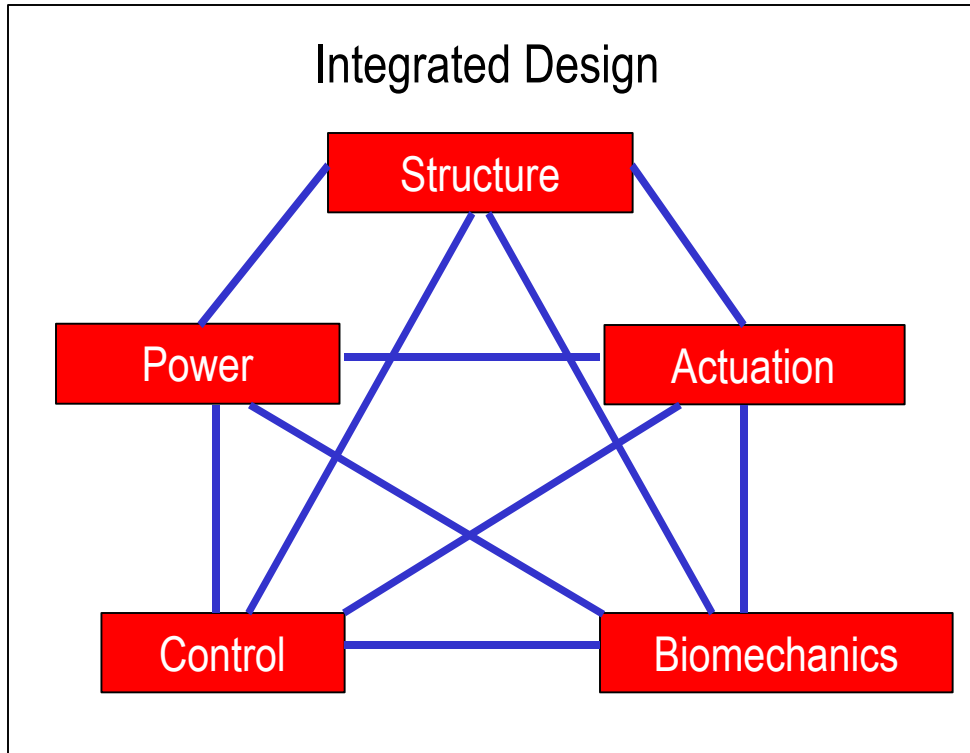 Integrated Design
Structure
Power
Actuation
Control
Biomechanics